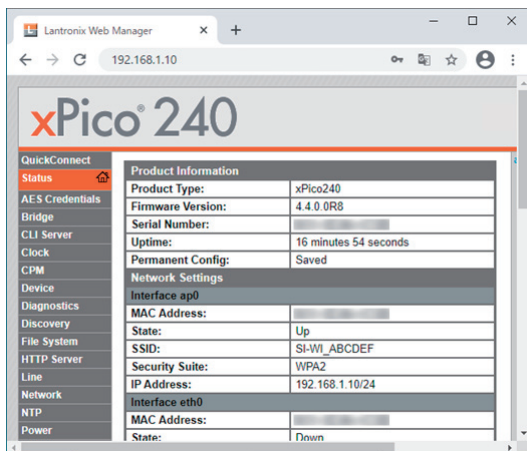 Lantronix Web Manager
192.168.1.10
xPico® 240
QuickConnect
Status
AES Credentials
Bridge
CLI Server
Clock
CPM
Device
Diagnostics
Discovery
File System
HTTP Server
Line
Network
NTP
Power
Product Information
Product Type: xPico240
Firmware Version: 4.4.0.0R8
Serial Number:
Uptime: 16 minutes 54 seconds
Permanent Config: Saved
Network Settings
Interface ap0
MAC Address:
State: Up
SSID: SI-WI_ABCDEF
Security Suite: WPA2
IP Address: 192.168.1.10/24
Interface eth0
MAC Address:
State: Down